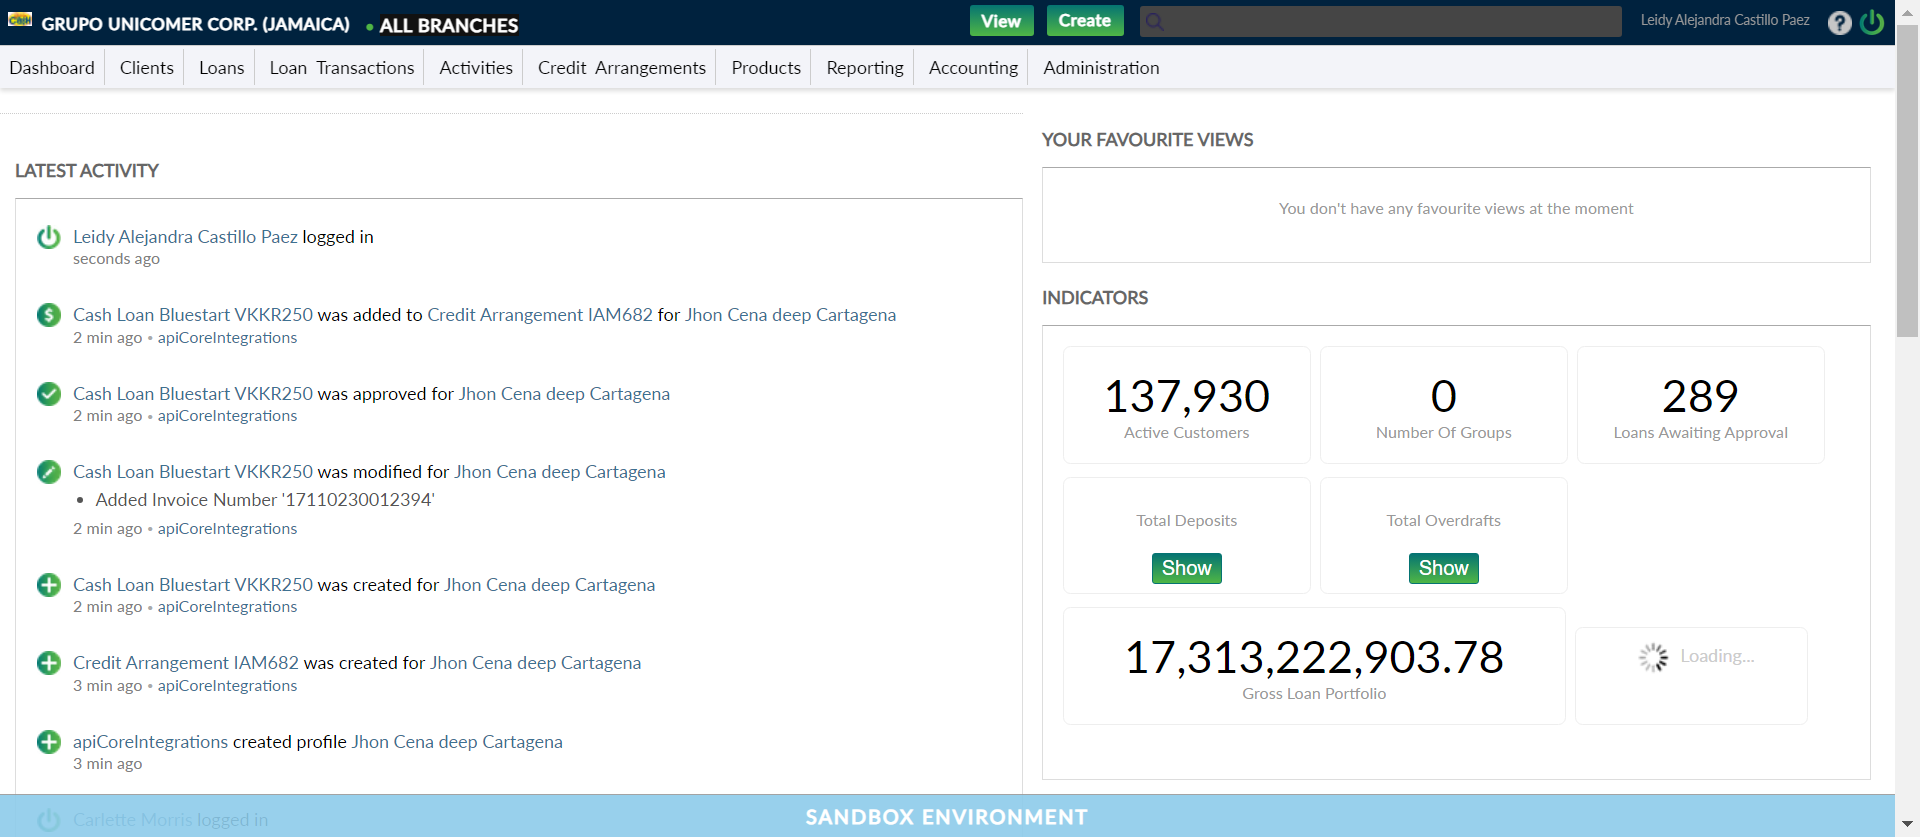 Cash GRUPO UNICOMER CORP. (JAMAICA) • ALL BRANCHES View Create Leidy Alejandra Castillo Paez ?
Dashboard Clients Loans Loan Transactions Activities Credit Arrangements Products Reporting Accounting Administration
LATEST ACTIVITY
Leidy Alejandra Castillo Paez logged in
seconds ago
Cash Loan Bluestart VKKR250 was added to Credit Arrangement IAM682 for Jhon Cena deep Cartagena
2 min ago • apiCoreIntegrations
Cash Loan Bluestart VKKR250 was approved for Jhon Cena deep Cartagena
2 min ago • apiCoreIntegrations
Cash Loan Bluestart VKKR250 was modified for Jhon Cena deep Cartagena
• Added Invoice Number '17110230012394'
2 min ago • apiCoreIntegrations
Cash Loan Bluestart VKKR250 was created for Jhon Cena deep Cartagena
2 min ago • apiCoreIntegrations
Credit Arrangement IAM682 was created for Jhon Cena deep Cartagena
3 min ago • apiCoreIntegrations
apiCoreIntegrations created profile Jhon Cena deep Cartagena
3 min ago
Carlette Morris logged in
YOUR FAVOURITE VIEWS
You don't have any favourite views at the moment
INDICATORS
137,930
Active Customers
0
Number Of Groups
289
Loans Awaiting Approval
Total Deposits
Show
Total Overdrafts
Show
17,313,222,903.78
Gross Loan Portfolio
Loading...
SANDBOX ENVIRONMENT